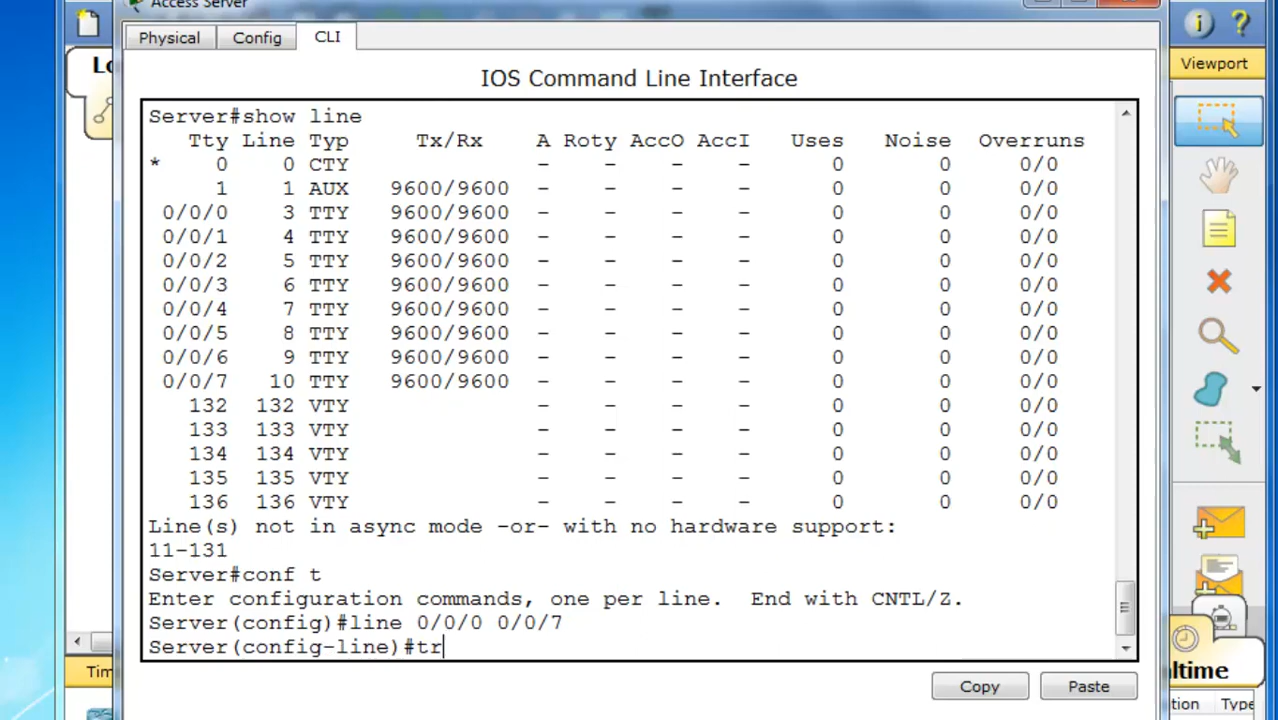 Access Server
Physical Config CLI
Viewport
IOS Command Line Interface
Server#show line
Tty Line Typ Tx/Rx A Roty AccO AccI Uses Noise Overruns
* 0 0 CTY - - - - 0 0 0/0
1 1 AUX 9600/9600 - - - - 0 0 0/0
0/0/0 3 TTY 9600/9600 - - - - 0 0 0/0
0/0/1 4 TTY 9600/9600 - - - - 0 0 0/0
0/0/2 5 TTY 9600/9600 - - - - 0 0 0/0
0/0/3 6 TTY 9600/9600 - - - - 0 0 0/0
0/0/4 7 TTY 9600/9600 - - - - 0 0 0/0
0/0/5 8 TTY 9600/9600 - - - - 0 0 0/0
0/0/6 9 TTY 9600/9600 - - - - 0 0 0/0
0/0/7 10 TTY 9600/9600 - - - - 0 0 0/0
132 132 VTY - - - - 0 0 0/0
133 133 VTY - - - - 0 0 0/0
134 134 VTY - - - - 0 0 0/0
135 135 VTY - - - - 0 0 0/0
136 136 VTY - - - - 0 0 0/0
Line(s) not in async mode -or- with no hardware support:
11-131
Server#conf t
Enter configuration commands, one per line. End with CNTL/Z.
Server(config)#line 0/0/0 0/0/7
Server(config-line)#tr
Copy Paste
Lo
Tim
ltime
tion Type